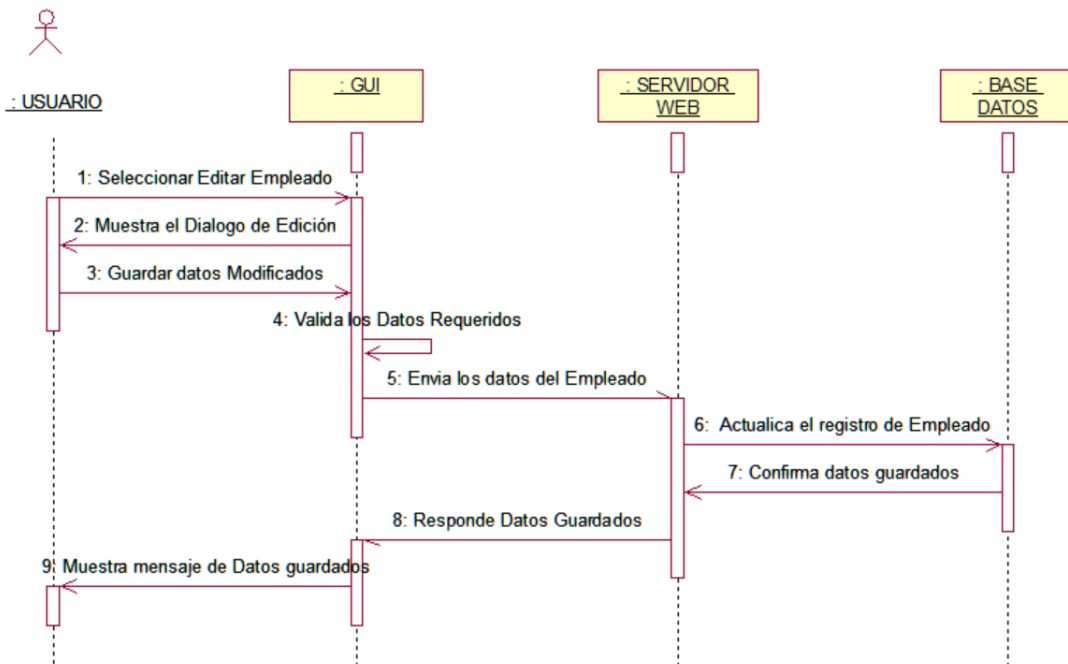 : USUARIO
: GUI
: SERVIDOR
WEB
: BASE
DATOS
1: Seleccionar Editar Empleado
2: Muestra el Dialogo de Edición
3: Guardar datos Modificados
4: Valida los Datos Requeridos
5: Envia los datos del Empleado
6: Actualica el registro de Empleado
7: Confirma datos guardados
8: Responde Datos Guardados
9: Muestra mensaje de Datos guardados